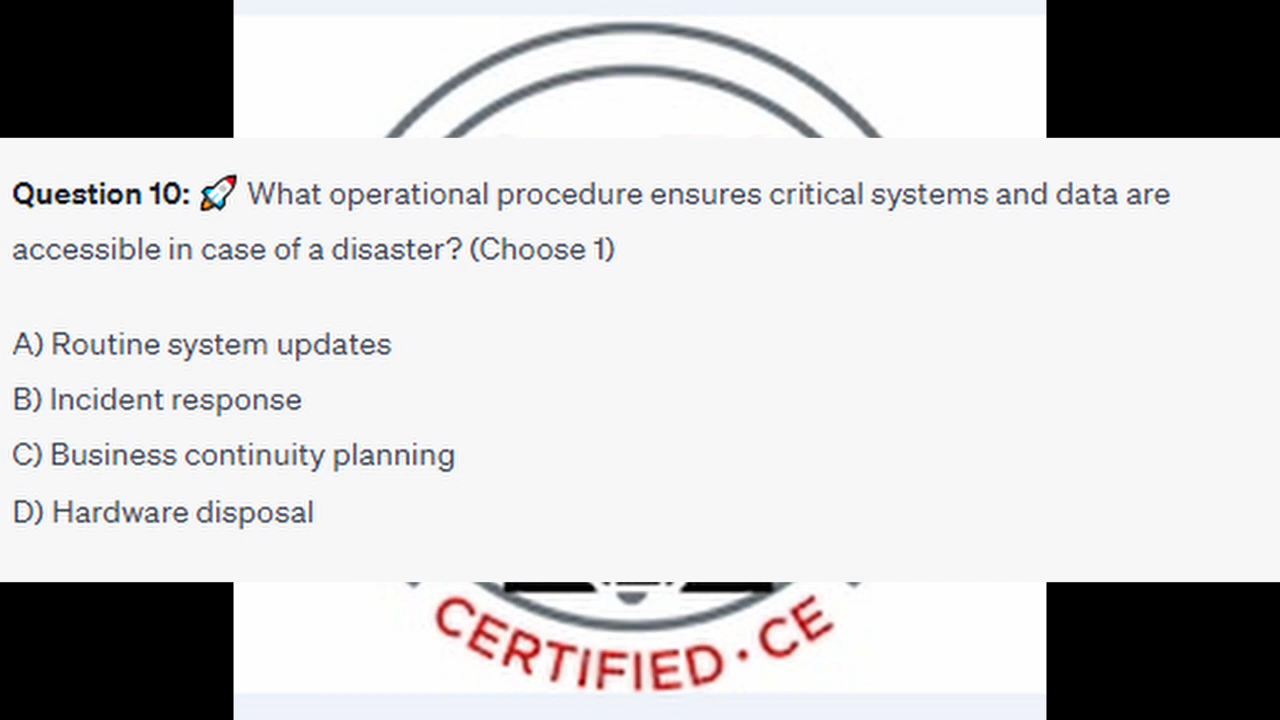 Question 10: 🚀 What operational procedure ensures critical systems and data are
accessible in case of a disaster? (Choose 1)
A) Routine system updates
B) Incident response
C) Business continuity planning
D) Hardware disposal
CERTIFIED · CE